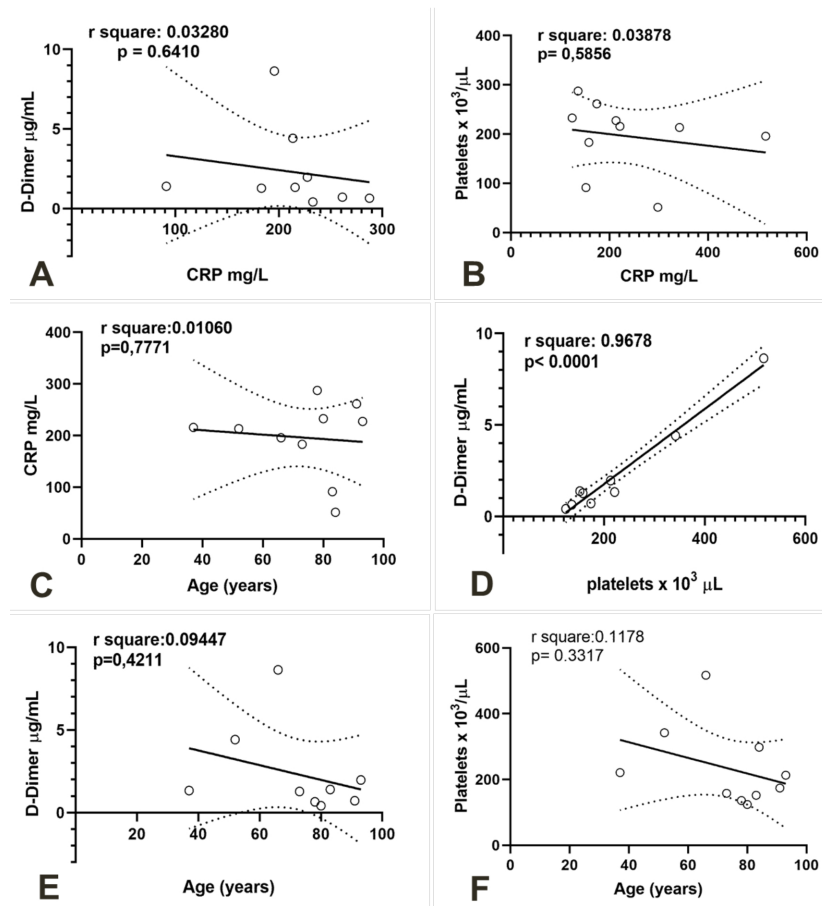 r square: 0.03280
p = 0.6410
10
5
0
100
200
300
D-Dimer µg/mL
CRP mg/L
A
r square: 0.03878
p= 0,5856
400
300
200
100
0
0
200
400
600
Platelets x 10³/µL
CRP mg/L
B
r square:0.01060
p=0,7771
400
300
200
100
0
0
20
40
60
80
100
CRP mg/L
Age (years)
C
r square: 0.9678
p< 0.0001
10
5
0
200
400
600
D-Dimer µg/mL
platelets x 10³ µL
D
r square:0.09447
p=0,4211
10
5
0
20
40
60
80
100
D-Dimer µg/mL
Age (years)
E
r square:0.1178
p= 0.3317
600
400
200
0
0
20
40
60
80
100
Platelets x 10³/µL
Age (years)
F